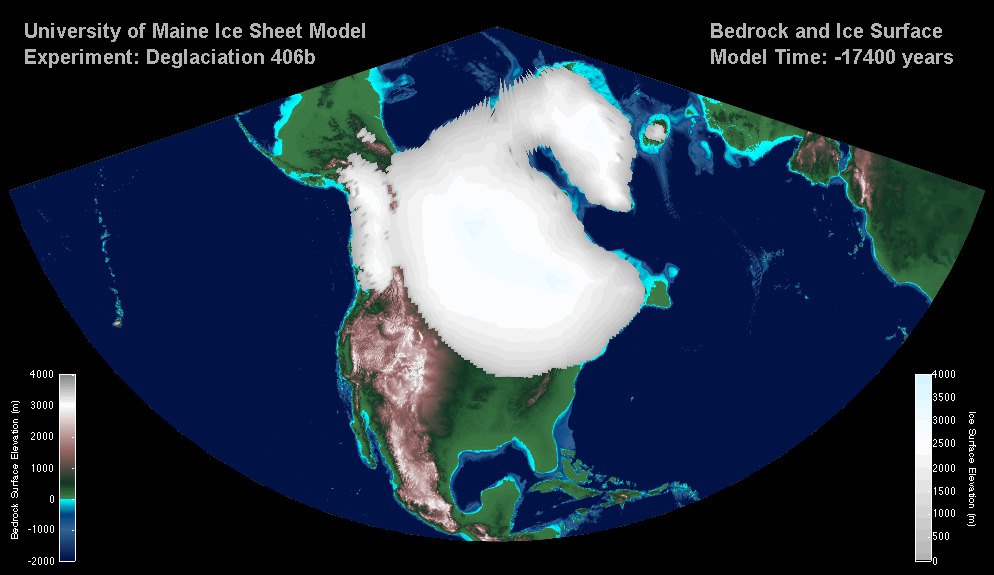 University of Maine Ice Sheet Model
Experiment: Deglaciation 406b
Bedrock and Ice Surface
Model Time: -17400 years
Bedrock Surface Elevation (m)
4000
3000
2000
1000
0
-1000
-2000
4000
3500
3000
2500
2000
1500
1000
500
0
Ice Surface Elevation (m)